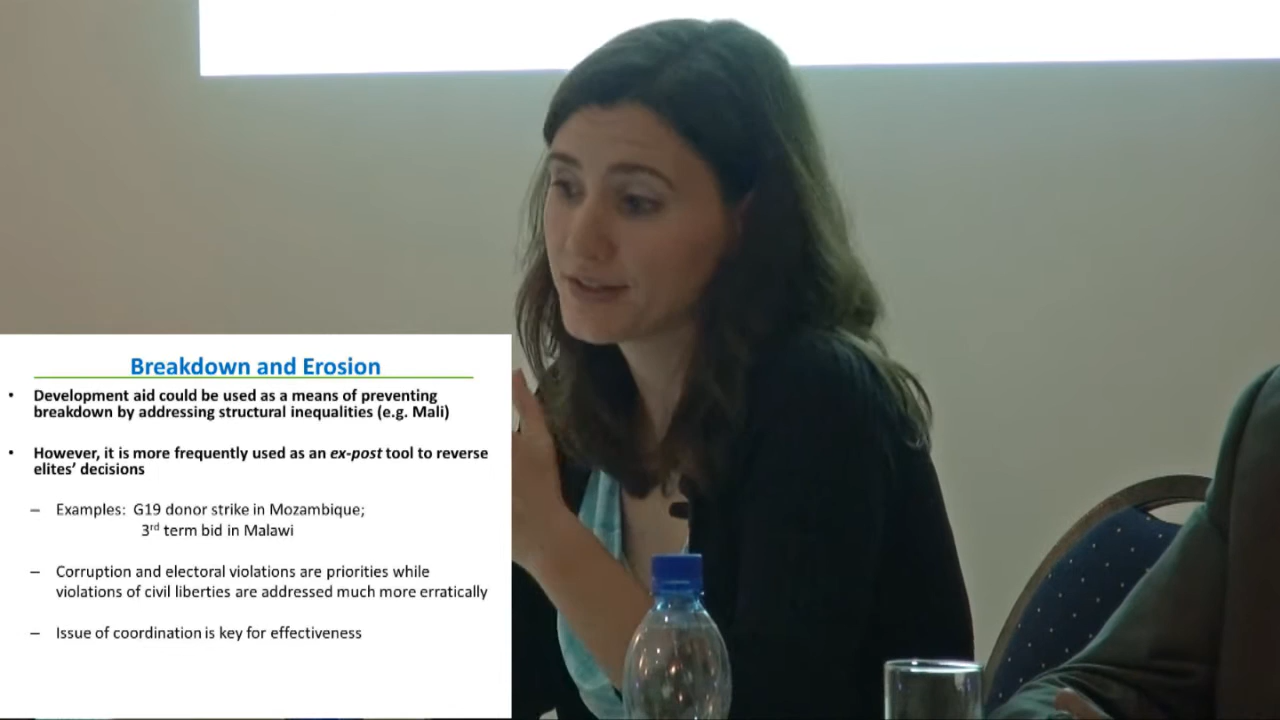 Breakdown and Erosion
• Development aid could be used as a means of preventing
breakdown by addressing structural inequalities (e.g. Mali)
• However, it is more frequently used as an ex-post tool to reverse
elites’ decisions
– Examples: G19 donor strike in Mozambique;
3rd term bid in Malawi
– Corruption and electoral violations are priorities while
violations of civil liberties are addressed much more erratically
– Issue of coordination is key for effectiveness